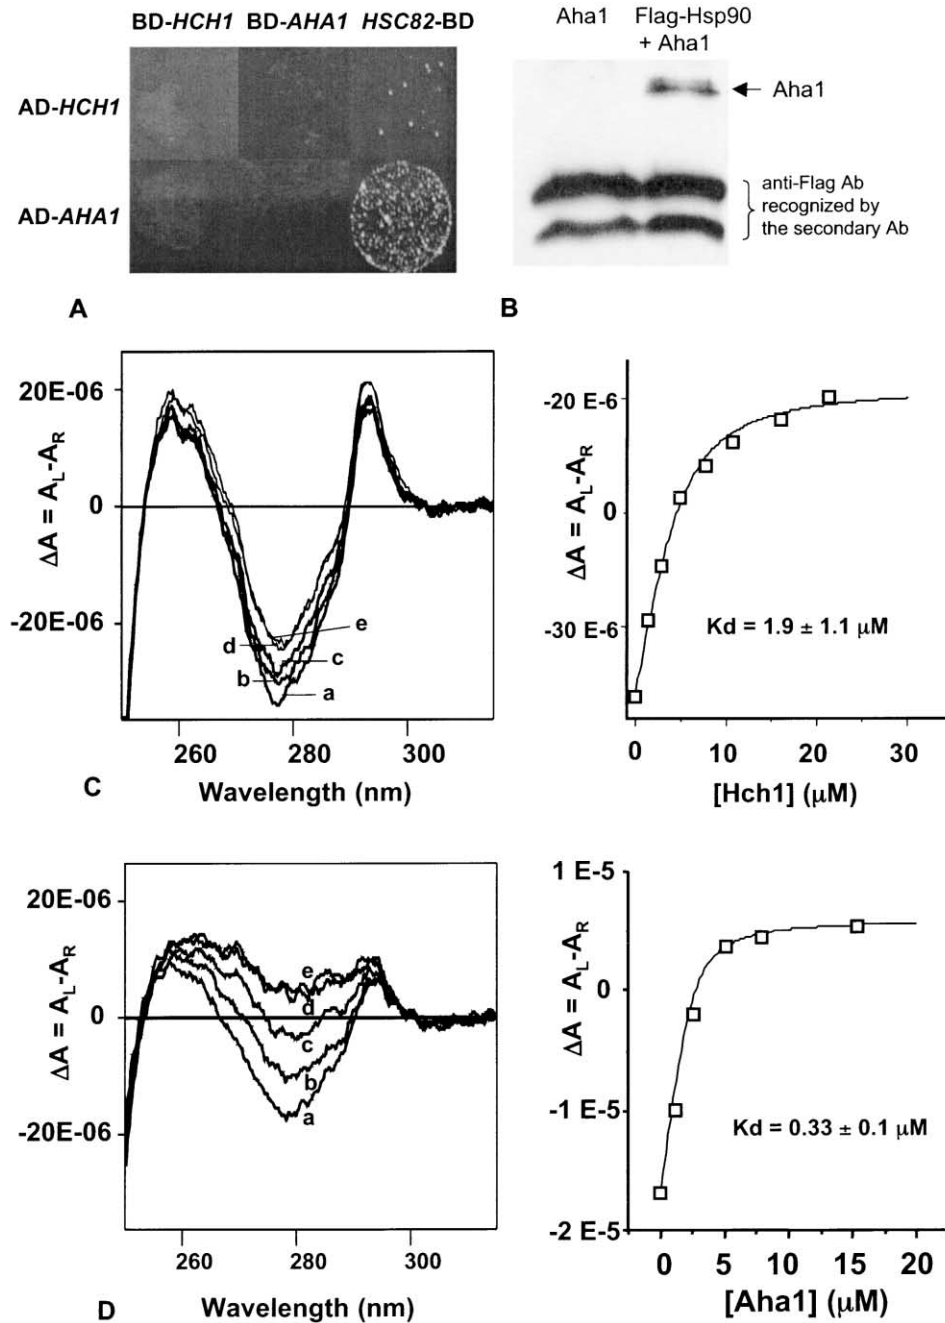 BD-HCH1 BD-AHA1 HSC82-BD
AD-HCH1
AD-AHA1
A
Aha1 Flag-Hsp90
+ Aha1
Aha1
anti-Flag Ab
recognized by
the secondary Ab
B
20E-06
0
-20E-06
ΔA = AL-AR
d
e
b
c
a
260 280 300
Wavelength (nm)
C
-20 E-6
0
-30 E-6
ΔA = AL-AR
Kd = 1.9 ± 1.1 μM
0 10 20 30
[Hch1] (μM)
20E-06
0
-20E-06
ΔA = AL-AR
e
d
c
b
a
260 280 300
Wavelength (nm)
D
1 E-5
0
-1 E-5
-2 E-5
ΔA = AL-AR
Kd = 0.33 ± 0.1 μM
0 5 10 15 20
[Aha1] (μM)